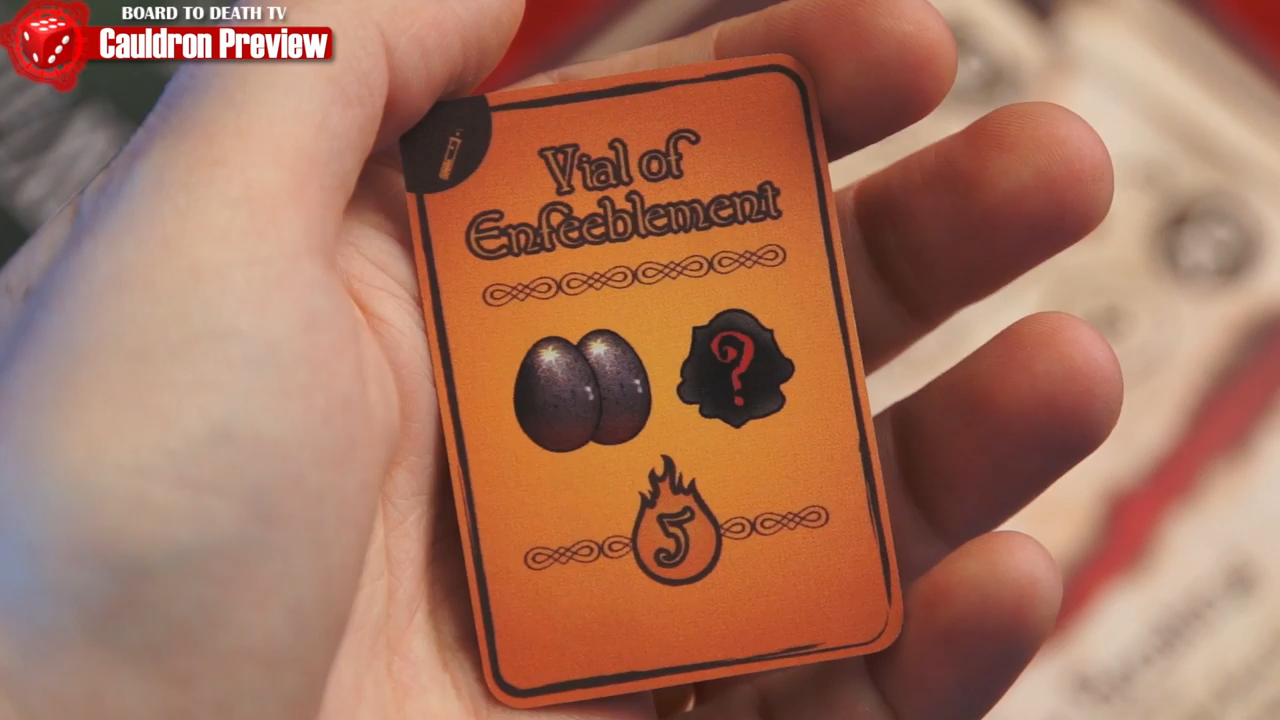 BOARD TO DEATH TV
Cauldron Preview
Vial of
Enfeeblement
?
5